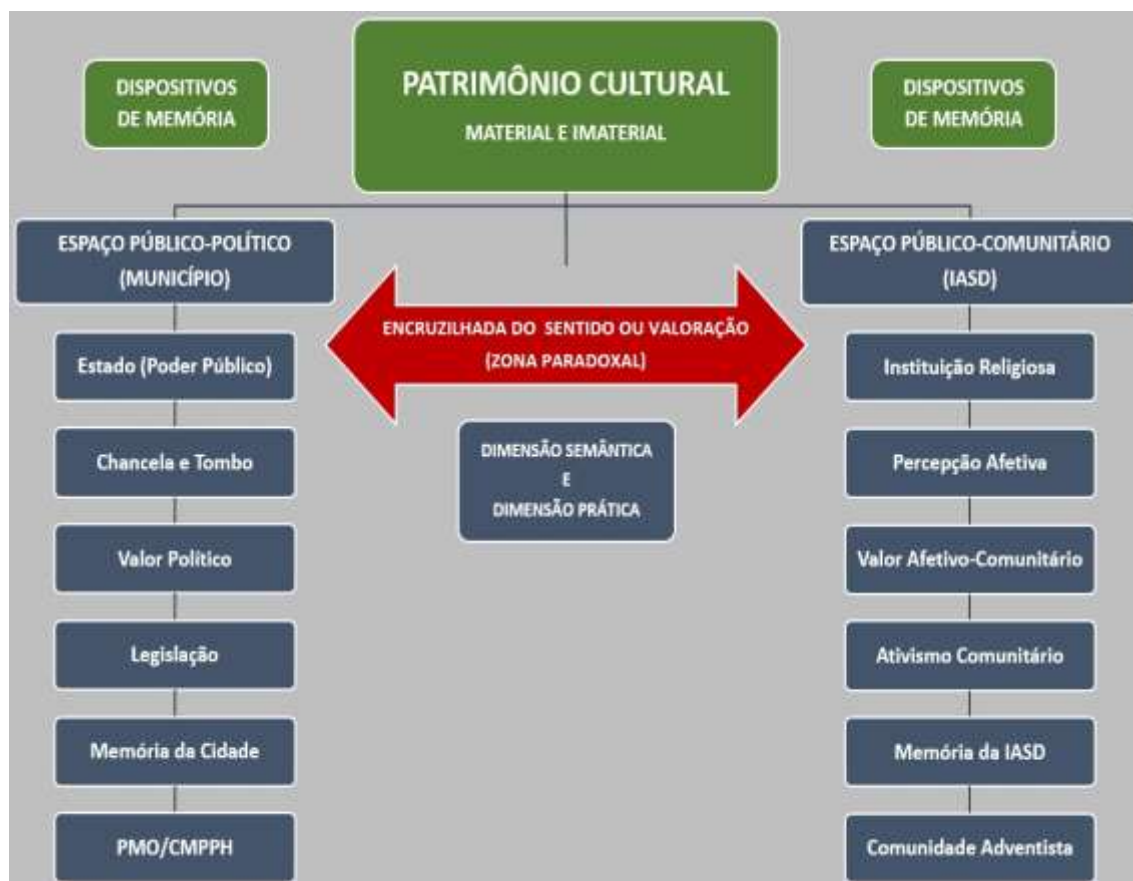 DISPOSITIVOS
DE MEMÓRIA
PATRIMÔNIO CULTURAL
MATERIAL E IMATERIAL
DISPOSITIVOS
DE MEMÓRIA
ESPAÇO PÚBLICO-POLÍTICO
(MUNICÍPIO)
Estado (Poder Público)
Chancela e Tombo
Valor Político
Legislação
Memória da Cidade
PMO/CMPPH
ENCRUZILHADA DO SENTIDO OU VALORAÇÃO
(ZONA PARADOXAL)
DIMENSÃO SEMÂNTICA
E
DIMENSÃO PRÁTICA
ESPAÇO PÚBLICO-COMUNITÁRIO
(IASD)
Instituição Religiosa
Percepção Afetiva
Valor Afetivo-Comunitário
Ativismo Comunitário
Memória da IASD
Comunidade Adventista